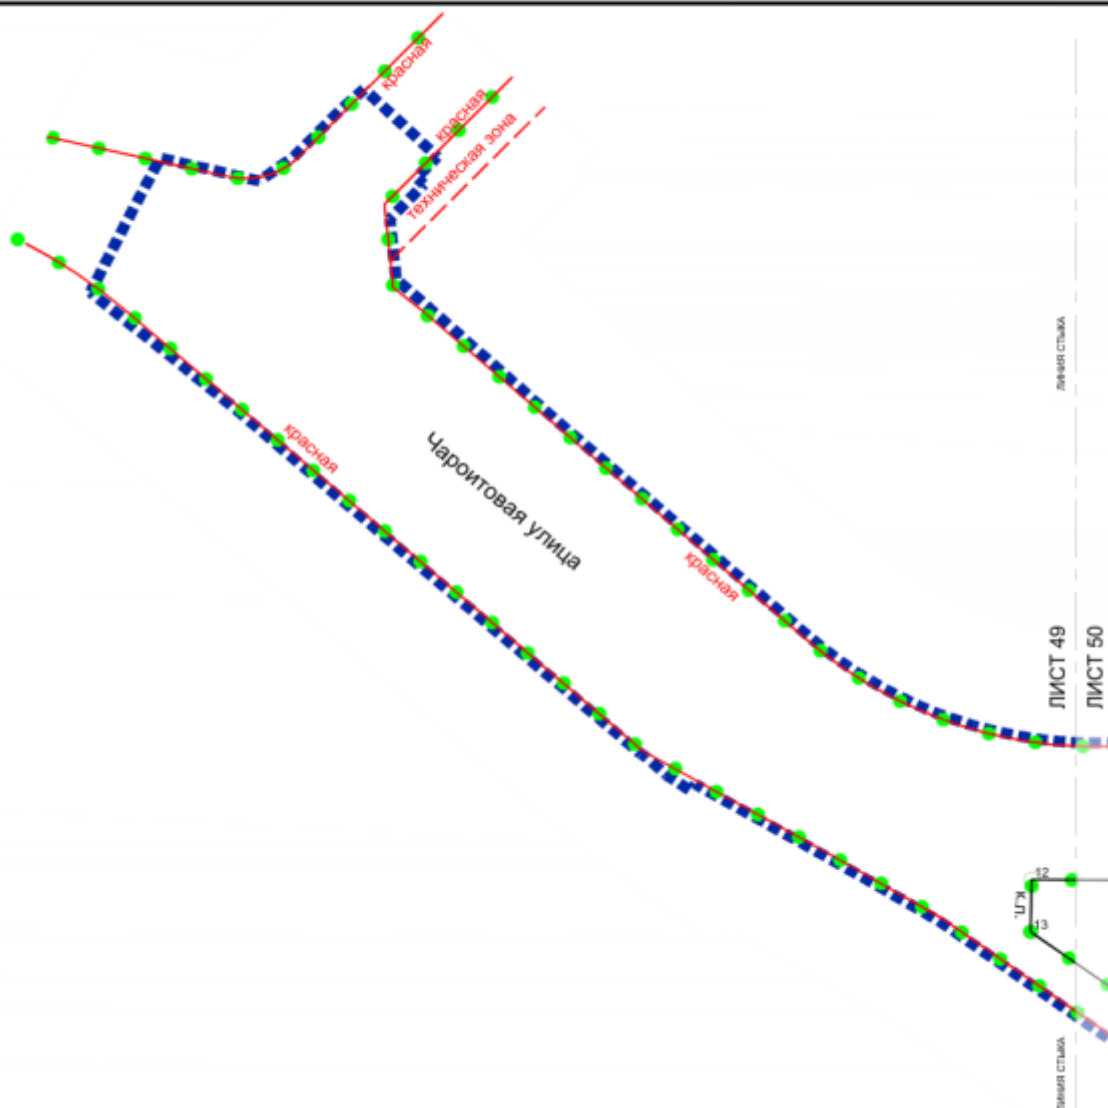 красная
красная
техническая зона
линия стыка
красная
Чароитовая улица
красная
ЛИСТ 49
ЛИСТ 50
12
к.п.
13
линия стыка